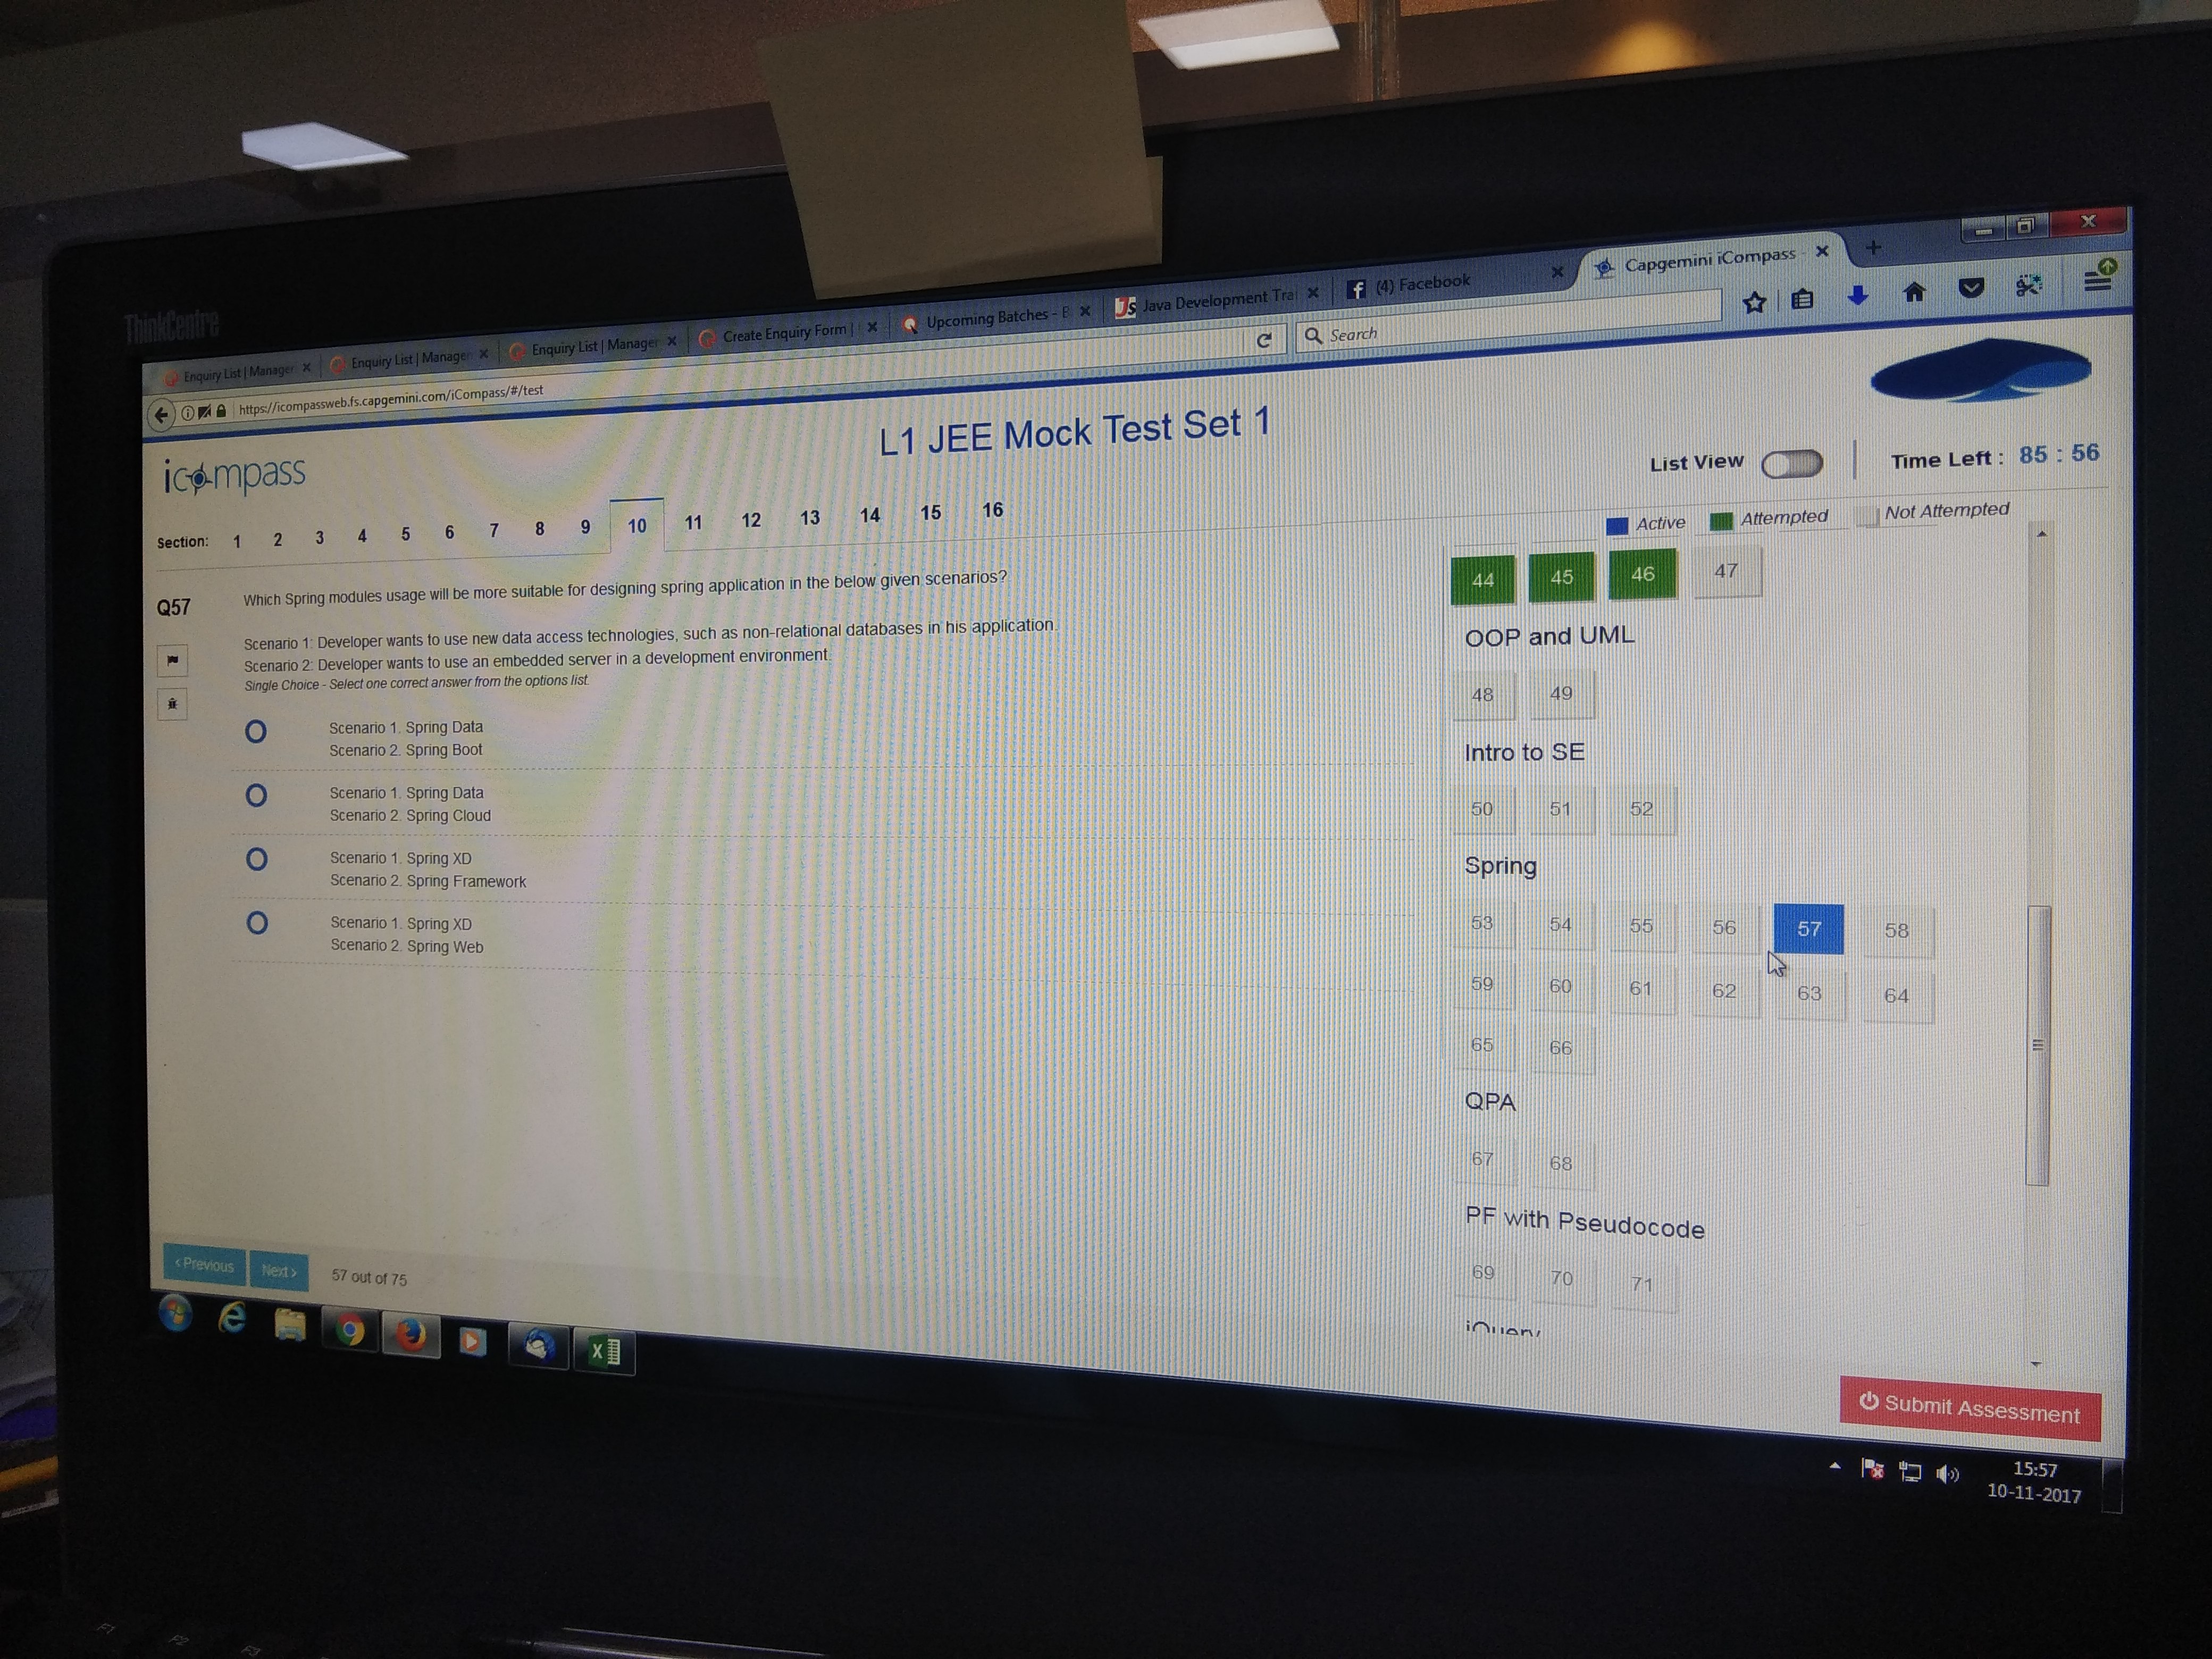 ThinkCentre
Enquiry List | Manager
Enquiry List | Manage
Enquiry List | Manager
Create Enquiry Form |
Upcoming Batches - B
Java Development Trai
(4) Facebook
Capgemini iCompass
https://icompassweb.fs.capgemini.com/iCompass/#/test
Search
icompass
L1 JEE Mock Test Set 1
List View
Time Left : 85 : 56
Section: 1 2 3 4 5 6 7 8 9 10 11 12 13 14 15 16
Active Attempted Not Attempted
Q57
Which Spring modules usage will be more suitable for designing spring application in the below given scenarios?
Scenario 1: Developer wants to use new data access technologies, such as non-relational databases in his application.
Scenario 2: Developer wants to use an embedded server in a development environment.
Single Choice - Select one correct answer from the options list.
Scenario 1. Spring Data
Scenario 2. Spring Boot
Scenario 1. Spring Data
Scenario 2. Spring Cloud
Scenario 1. Spring XD
Scenario 2. Spring Framework
Scenario 1. Spring XD
Scenario 2. Spring Web
44 45 46 47
OOP and UML
48 49
Intro to SE
50 51 52
Spring
53 54 55 56 57 58
59 60 61 62 63 64
65 66
QPA
67 68
PF with Pseudocode
69 70 71
jQuery
< Previous
Next >
57 out of 75
Submit Assessment
15:57
10-11-2017
F1 F2 F3